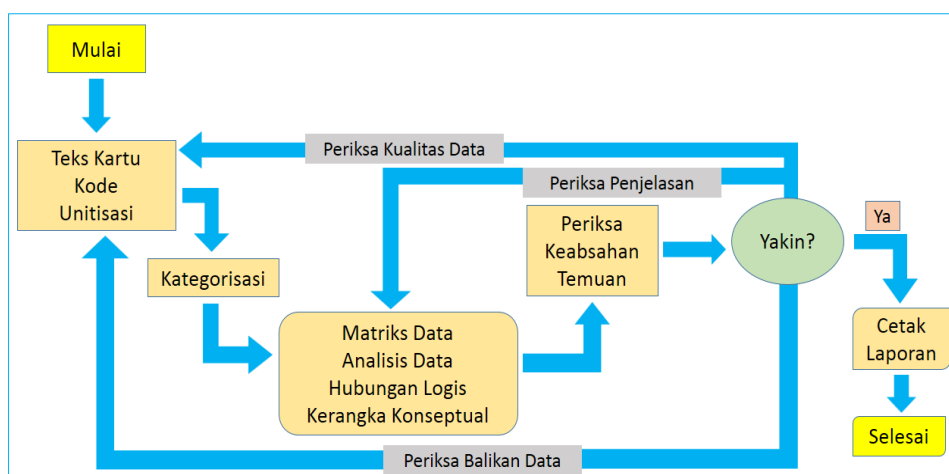 Mulai
Teks Kartu
Kode
Unitisasi
Periksa Kualitas Data
Periksa Penjelasan
Kategorisasi
Periksa
Keabsahan
Temuan
Yakin?
Ya
Matriks Data
Analisis Data
Hubungan Logis
Kerangka Konseptual
Cetak
Laporan
Selesai
Periksa Balikan Data